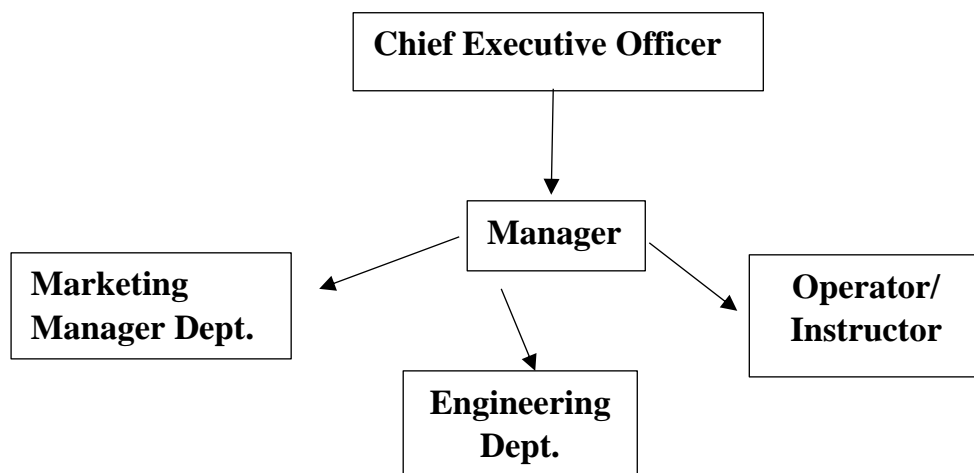 Chief Executive Officer
Manager
Marketing
Manager Dept.
Operator/
Instructor
Engineering
Dept.